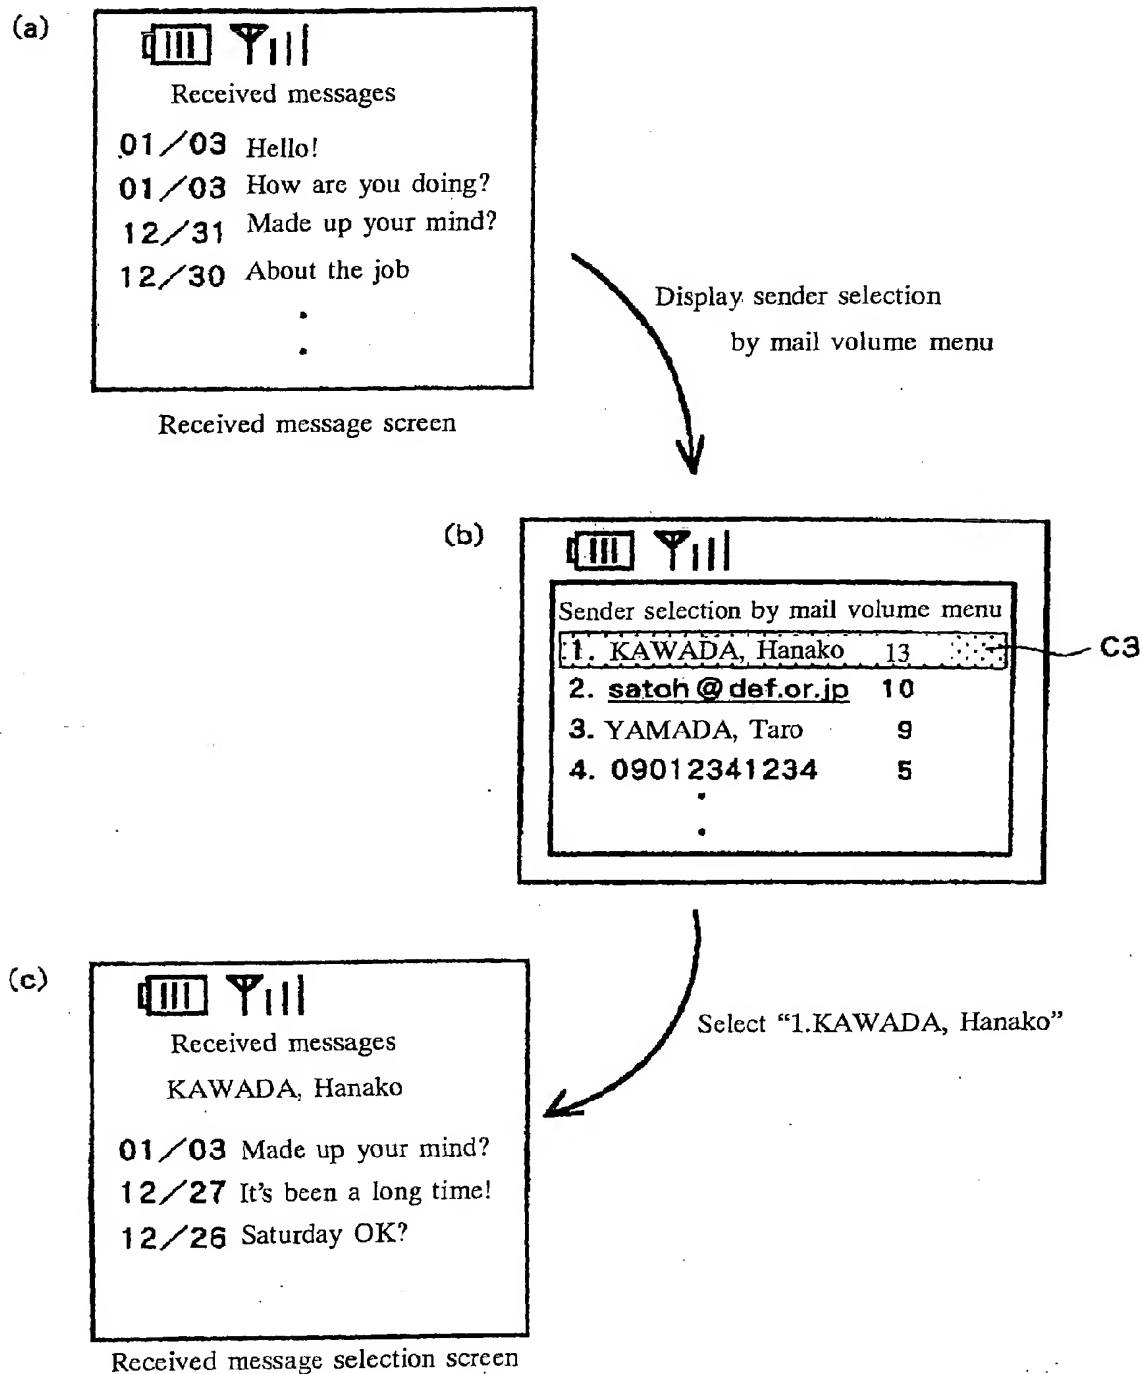 (a)
Received messages
01/03 Hello!
01/03 How are you doing?
12/31 Made up your mind?
12/30 About the job
Received message screen
Display sender selection
by mail volume menu
(b)
Sender selection by mail volume menu
1. KAWADA, Hanako 13
C3
2. satoh@def.or.jp 10
3. YAMADA, Taro 9
4. 09012341234 5
Select “1.KAWADA, Hanako”
(c)
Received messages
KAWADA, Hanako
01/03 Made up your mind?
12/27 It's been a long time!
12/26 Saturday OK?
Received message selection screen